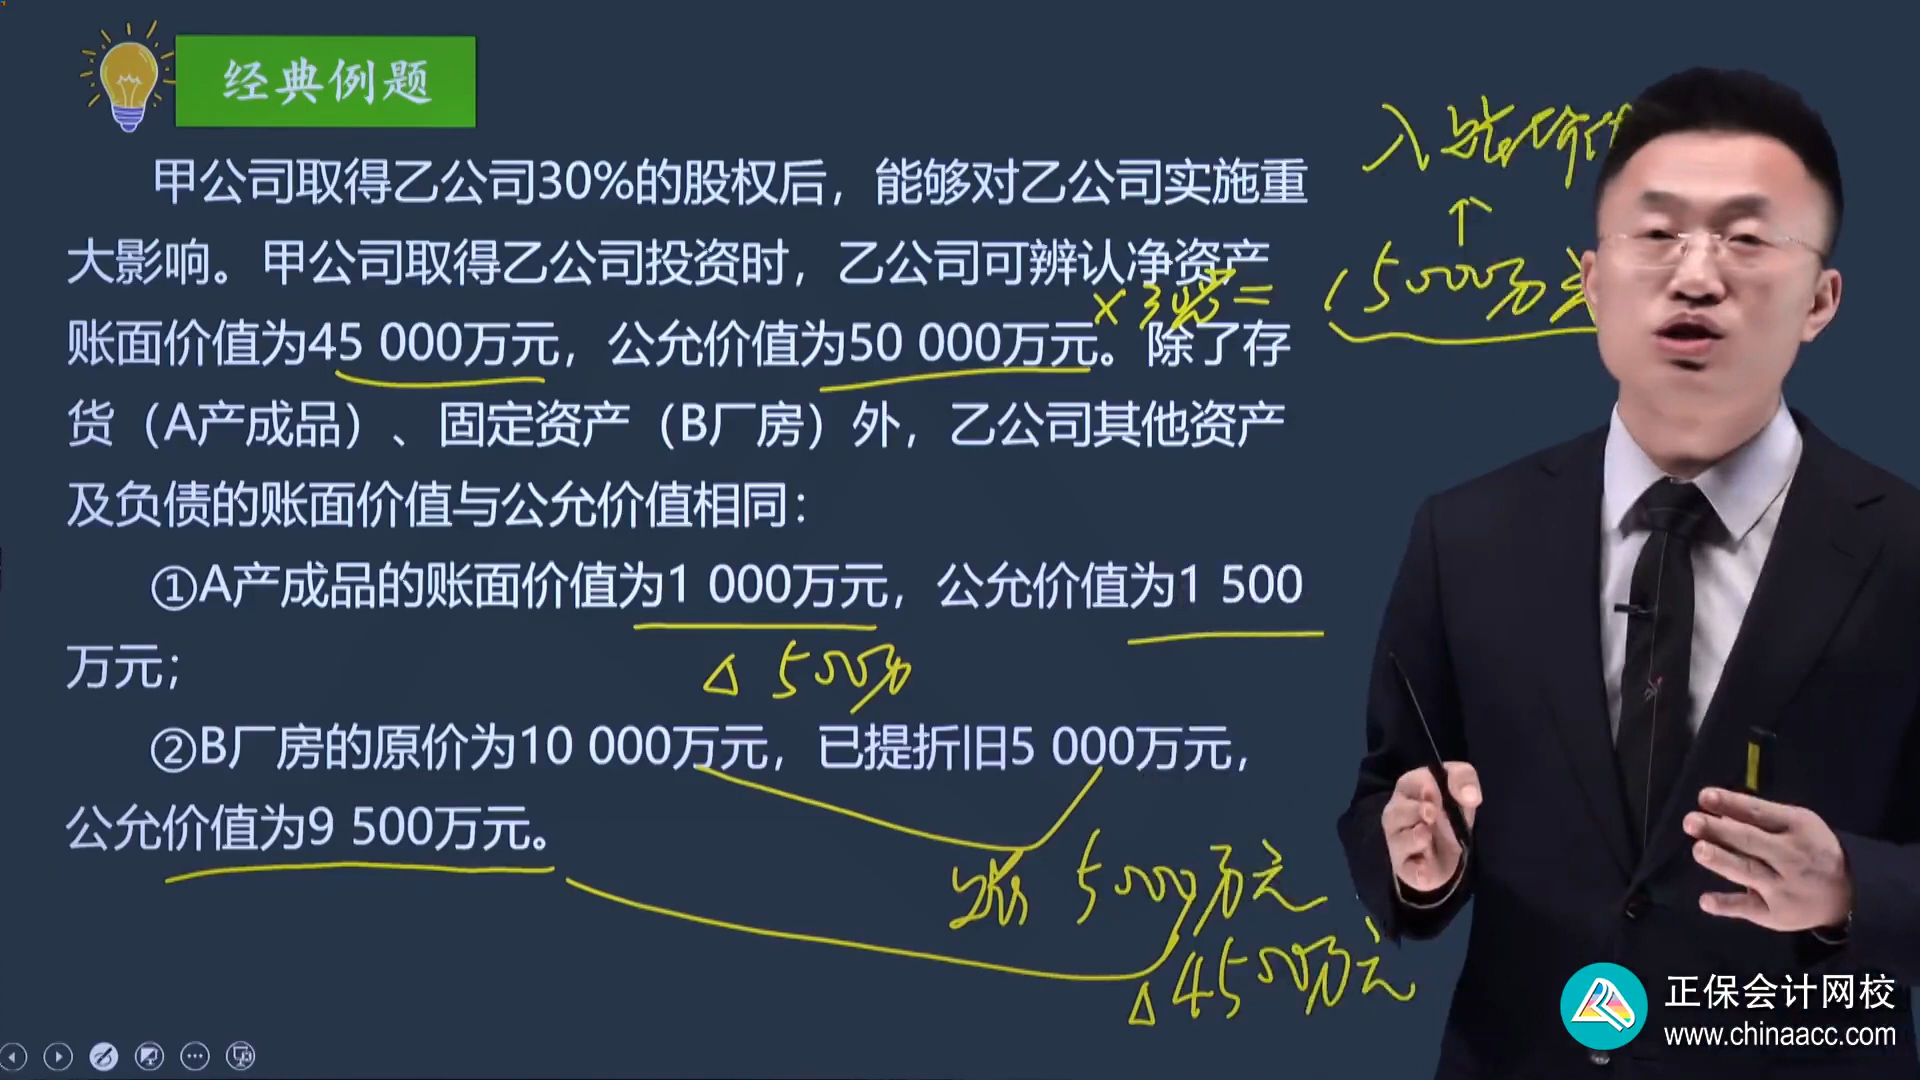 经典例题
甲公司取得乙公司30%的股权后，能够对乙公司实施重
大影响。甲公司取得乙公司投资时，乙公司可辨认净资产
账面价值为45 000万元，公允价值为50 000万元。除了存
货（A产成品）、固定资产（B厂房）外，乙公司其他资产
及负债的账面价值与公允价值相同：
①A产成品的账面价值为1 000万元，公允价值为1 500
万元；
②B厂房的原价为10 000万元，已提折旧5 000万元，
公允价值为9 500万元。
入账价值
↑
×30%= 15000万元
△ 500万
账 5000万元
△4500万元
正保会计网校
www.chinaacc.com